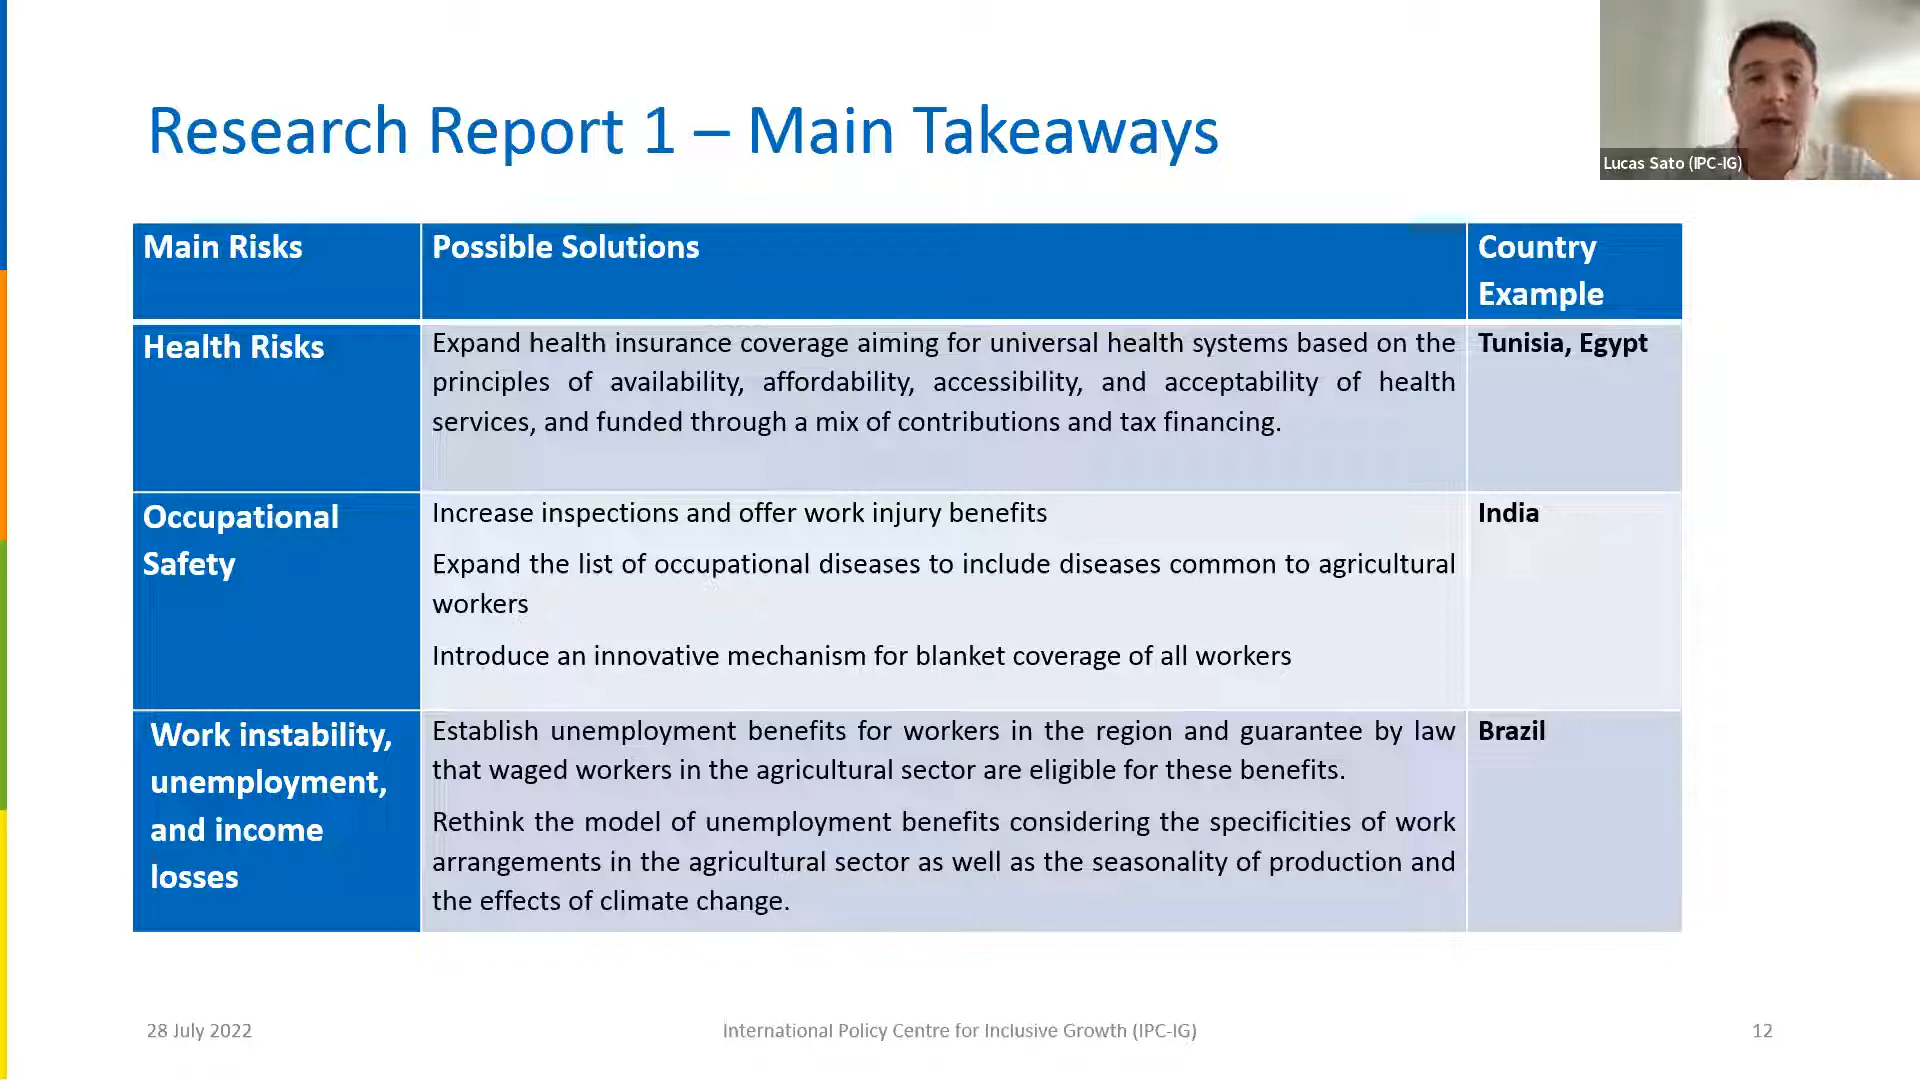 Research Report 1 – Main Takeaways
Lucas Sato (IPC-IG)
Main Risks
Possible Solutions
Country
Example
Health Risks
Expand health insurance coverage aiming for universal health systems based on the
principles of availability, affordability, accessibility, and acceptability of health
services, and funded through a mix of contributions and tax financing.
Tunisia, Egypt
Occupational
Safety
Increase inspections and offer work injury benefits
Expand the list of occupational diseases to include diseases common to agricultural
workers
Introduce an innovative mechanism for blanket coverage of all workers
India
Work instability,
unemployment,
and income
losses
Establish unemployment benefits for workers in the region and guarantee by law
that waged workers in the agricultural sector are eligible for these benefits.
Rethink the model of unemployment benefits considering the specificities of work
arrangements in the agricultural sector as well as the seasonality of production and
the effects of climate change.
Brazil
28 July 2022
International Policy Centre for Inclusive Growth (IPC-IG)
12